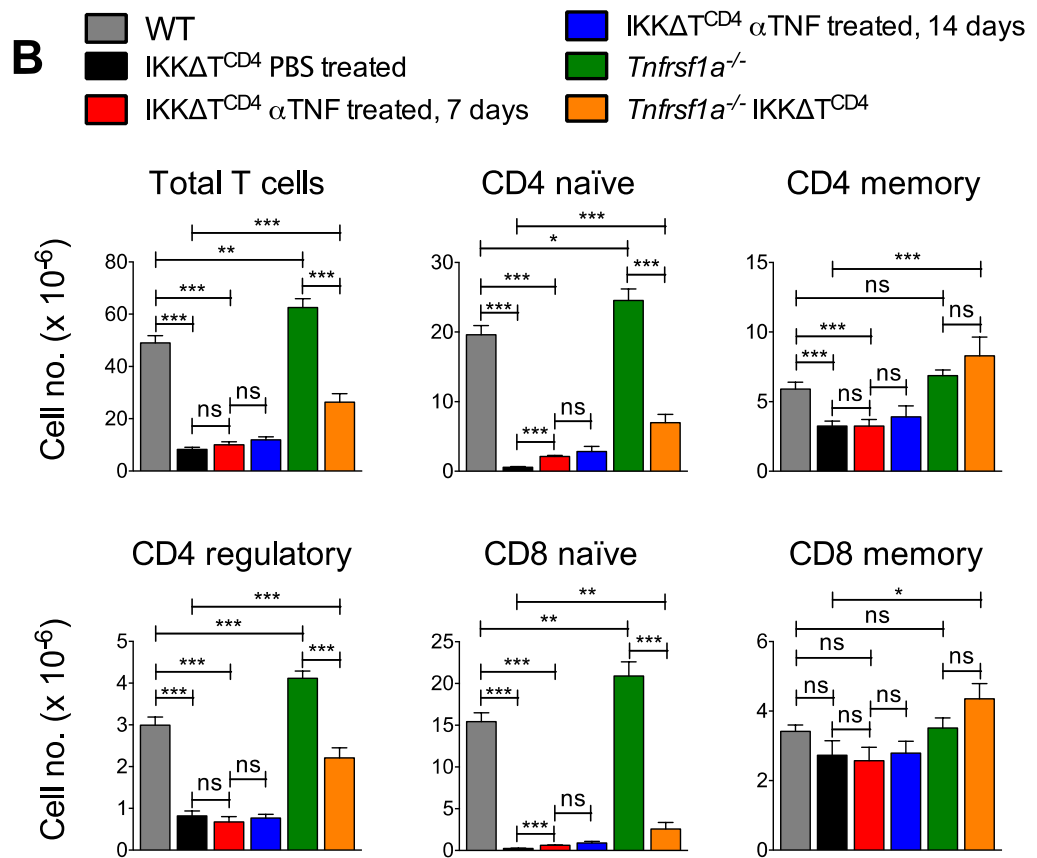 B
WT
IKKΔT^CD4 PBS treated
IKKΔT^CD4 αTNF treated, 7 days
IKKΔT^CD4 αTNF treated, 14 days
Tnfrsf1a^-/-
Tnfrsf1a^-/- IKKΔT^CD4
Total T cells
Cell no. (x 10^-6)
80
60
40
20
0
***
**
***
***
***
ns
ns
CD4 naïve
30
20
10
0
***
*
***
***
***
***
ns
CD4 memory
15
10
5
0
***
ns
ns
***
***
ns
ns
CD4 regulatory
Cell no. (x 10^-6)
5
4
3
2
1
0
***
***
***
***
***
ns
ns
CD8 naïve
25
20
15
10
5
0
**
**
***
***
***
ns
***
CD8 memory
6
4
2
0
*
ns
ns
ns
ns
ns
ns